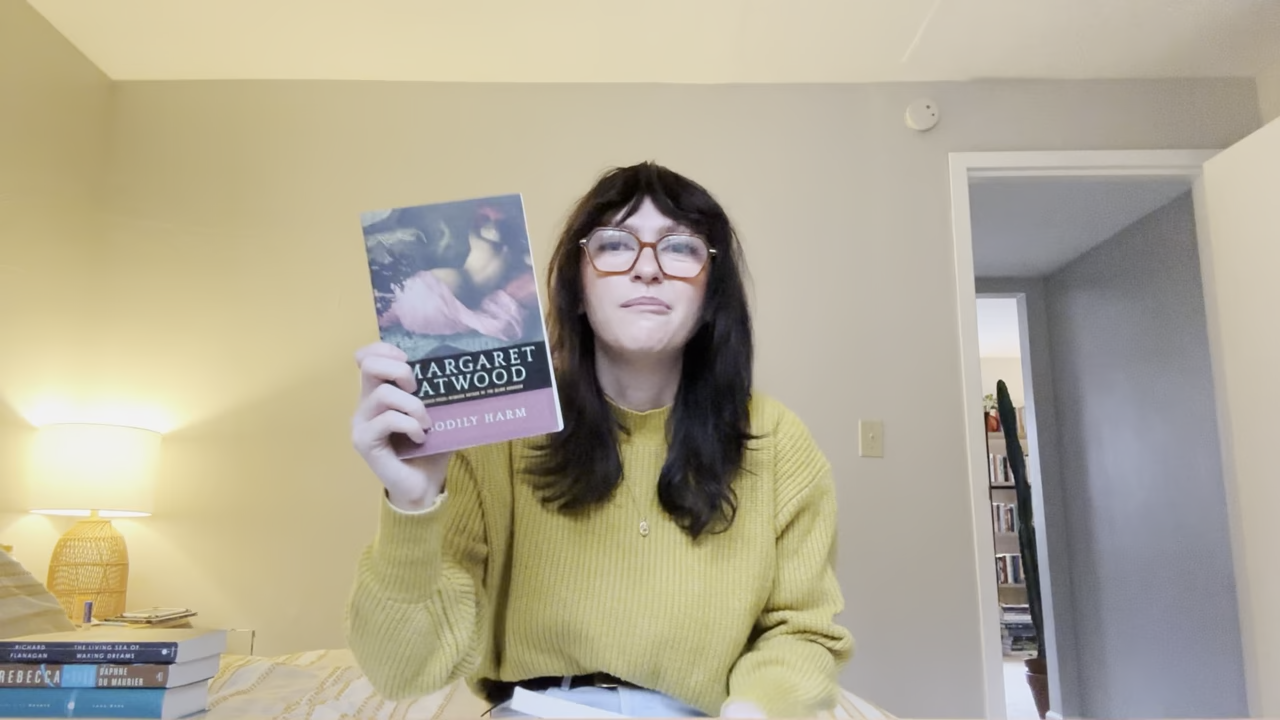 MARGARET
ATWOOD
BODILY HARM
RICHARD
FLANAGAN
THE LIVING SEA OF
WAKING DREAMS
REBECCA
DAPHNE
DU MAURIER